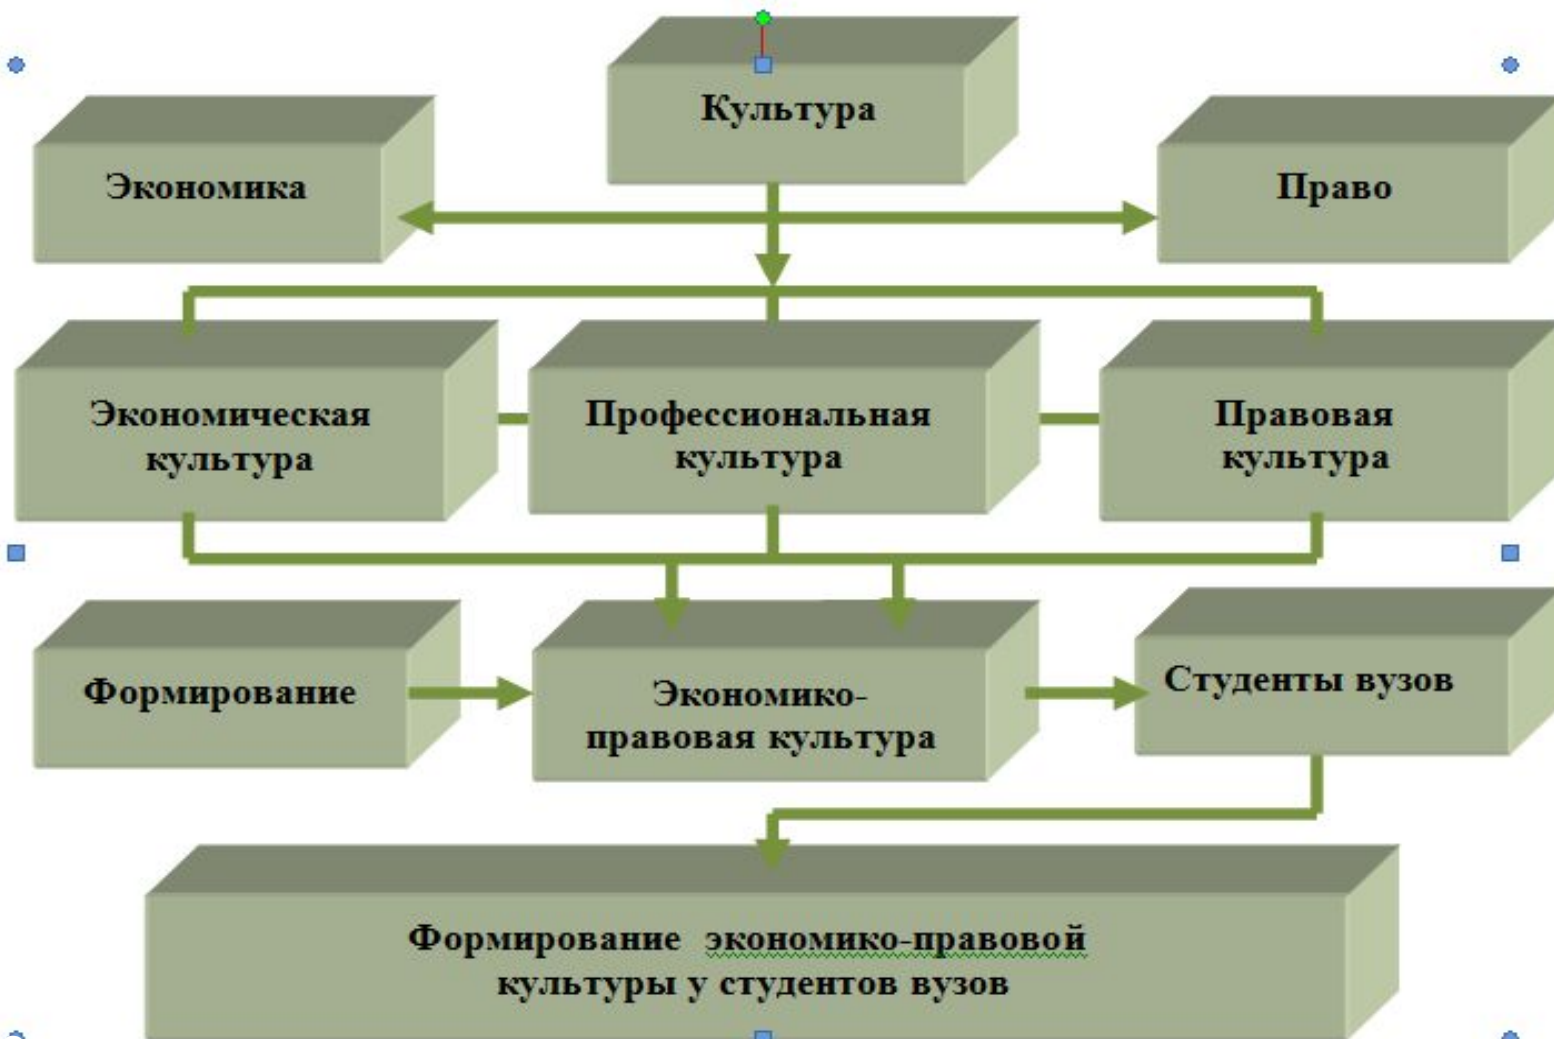 Культура
Экономика
Право
Экономическая
культура
Профессиональная
культура
Правовая
культура
Формирование
Экономико-
правовая культура
Студенты вузов
Формирование экономико-правовой
культуры у студентов вузов